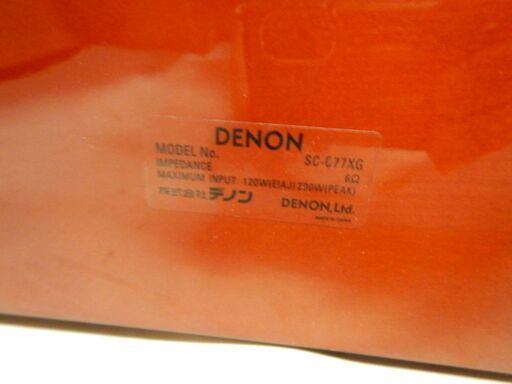 DENON
MODEL No. SC-C77XG
IMPEDANCE 6Ω
MAXIMUM INPUT 120W(EIAJ) 200W(PEAK)
株式会社デノン DENON, Ltd.